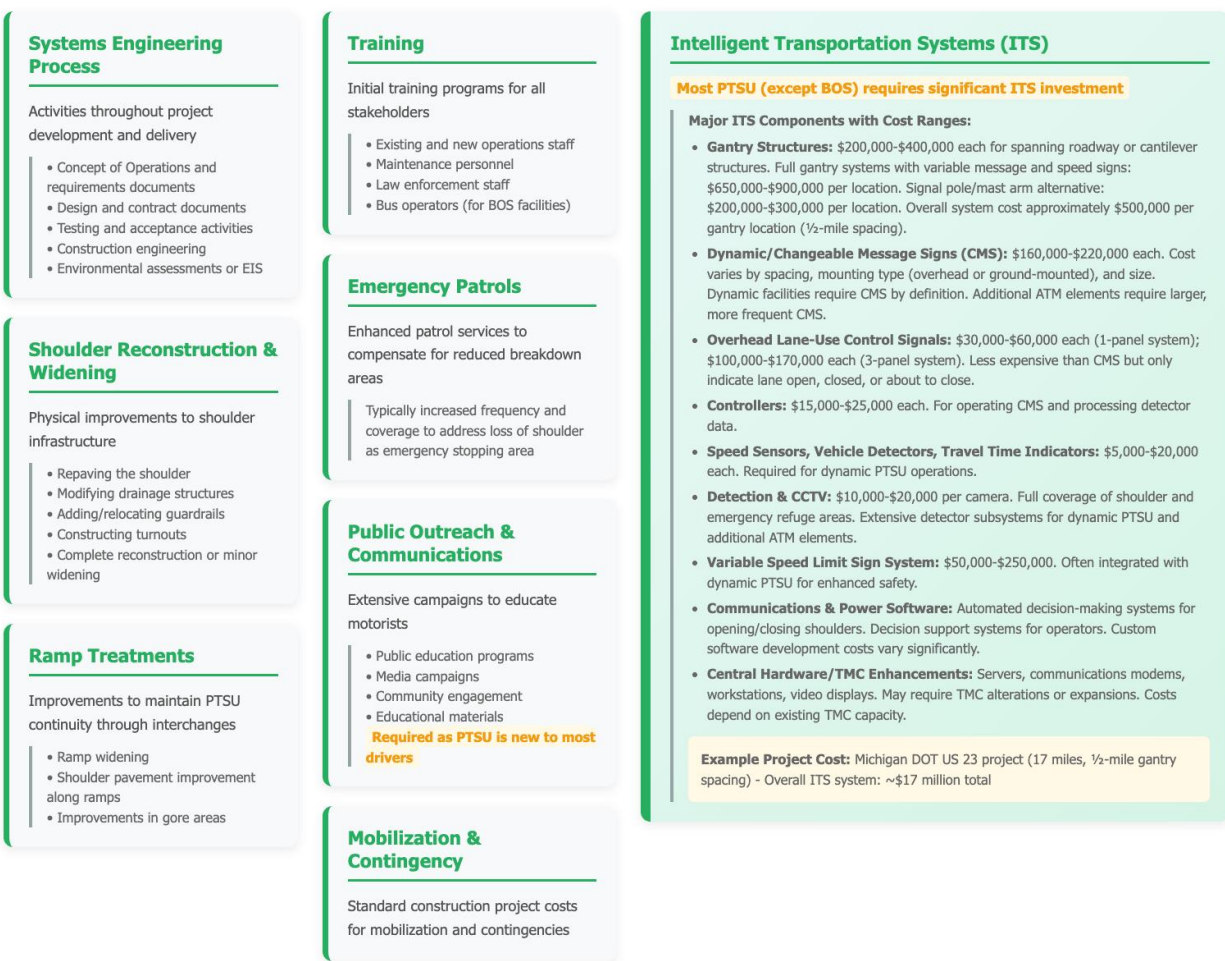 Systems Engineering
Process
Activities throughout project
development and delivery
• Concept of Operations and
requirements documents
• Design and contract documents
• Testing and acceptance activities
• Construction engineering
• Environmental assessments or EIS
Shoulder Reconstruction &
Widening
Physical improvements to shoulder
infrastructure
• Repaving the shoulder
• Modifying drainage structures
• Adding/relocating guardrails
• Constructing turnouts
• Complete reconstruction or minor
widening
Ramp Treatments
Improvements to maintain PTSU
continuity through interchanges
• Ramp widening
• Shoulder pavement improvement
along ramps
• Improvements in gore areas
Training
Initial training programs for all
stakeholders
• Existing and new operations staff
• Maintenance personnel
• Law enforcement staff
• Bus operators (for BOS facilities)
Emergency Patrols
Enhanced patrol services to
compensate for reduced breakdown
areas
Typically increased frequency and
coverage to address loss of shoulder
as emergency stopping area
Public Outreach &
Communications
Extensive campaigns to educate
motorists
• Public education programs
• Media campaigns
• Community engagement
• Educational materials
Required as PTSU is new to most
drivers
Mobilization &
Contingency
Standard construction project costs
for mobilization and contingencies
Intelligent Transportation Systems (ITS)
Most PTSU (except BOS) requires significant ITS investment
Major ITS Components with Cost Ranges:
• Gantry Structures: $200,000-$400,000 each for spanning roadway or cantilever
structures. Full gantry systems with variable message and speed signs:
$650,000-$900,000 per location. Signal pole/mast arm alternative:
$200,000-$300,000 per location. Overall system cost approximately $500,000 per
gantry location (½-mile spacing).
• Dynamic/Changeable Message Signs (CMS): $160,000-$220,000 each. Cost
varies by spacing, mounting type (overhead or ground-mounted), and size.
Dynamic facilities require CMS by definition. Additional ATM elements require larger,
more frequent CMS.
• Overhead Lane-Use Control Signals: $30,000-$60,000 each (1-panel system);
$100,000-$170,000 each (3-panel system). Less expensive than CMS but only
indicate lane open, closed, or about to close.
• Controllers: $15,000-$25,000 each. For operating CMS and processing detector
data.
• Speed Sensors, Vehicle Detectors, Travel Time Indicators: $5,000-$20,000
each. Required for dynamic PTSU operations.
• Detection & CCTV: $10,000-$20,000 per camera. Full coverage of shoulder and
emergency refuge areas. Extensive detector subsystems for dynamic PTSU and
additional ATM elements.
• Variable Speed Limit Sign System: $50,000-$250,000. Often integrated with
dynamic PTSU for enhanced safety.
• Communications & Power Software: Automated decision-making systems for
opening/closing shoulders. Decision support systems for operators. Custom
software development costs vary significantly.
• Central Hardware/TMC Enhancements: Servers, communications modems,
workstations, video displays. May require TMC alterations or expansions. Costs
depend on existing TMC capacity.
Example Project Cost: Michigan DOT US 23 project (17 miles, ½-mile gantry
spacing) - Overall ITS system: ~$17 million total